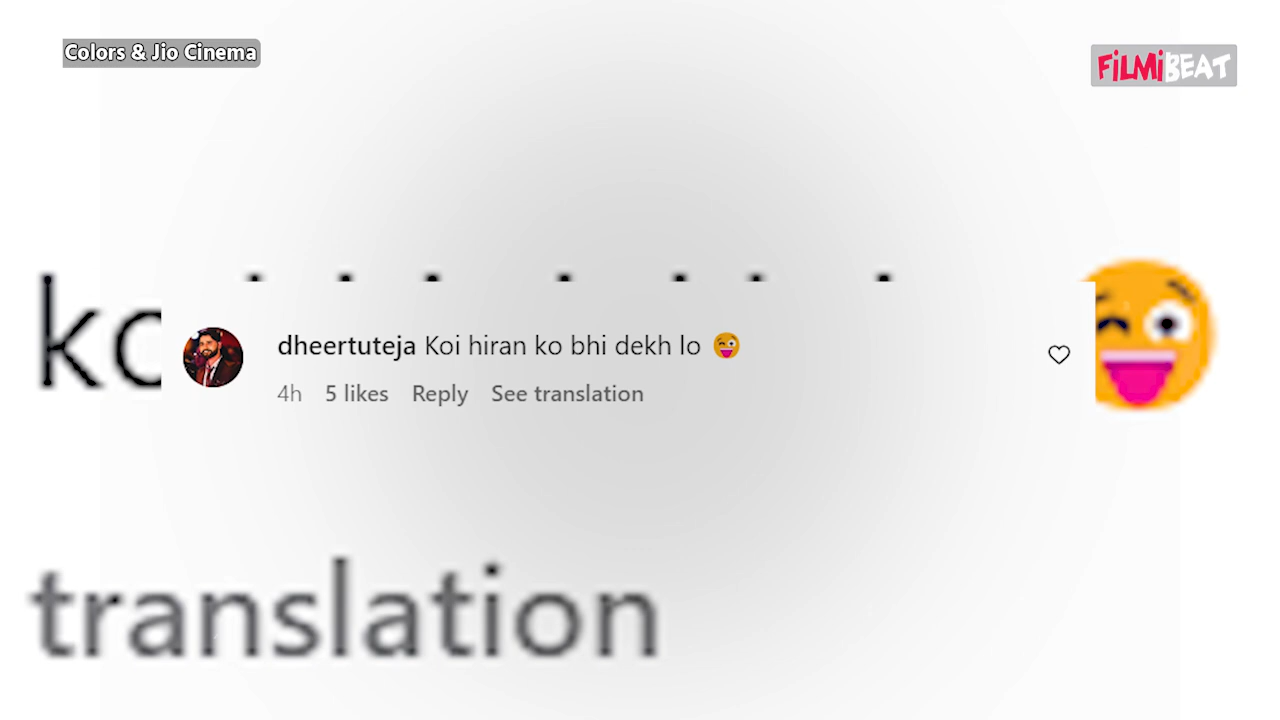 Colors & Jio Cinema
FiLMiBEAT
dheertuteja Koi hiran ko bhi dekh lo 😜
4h 5 likes Reply See translation
translation